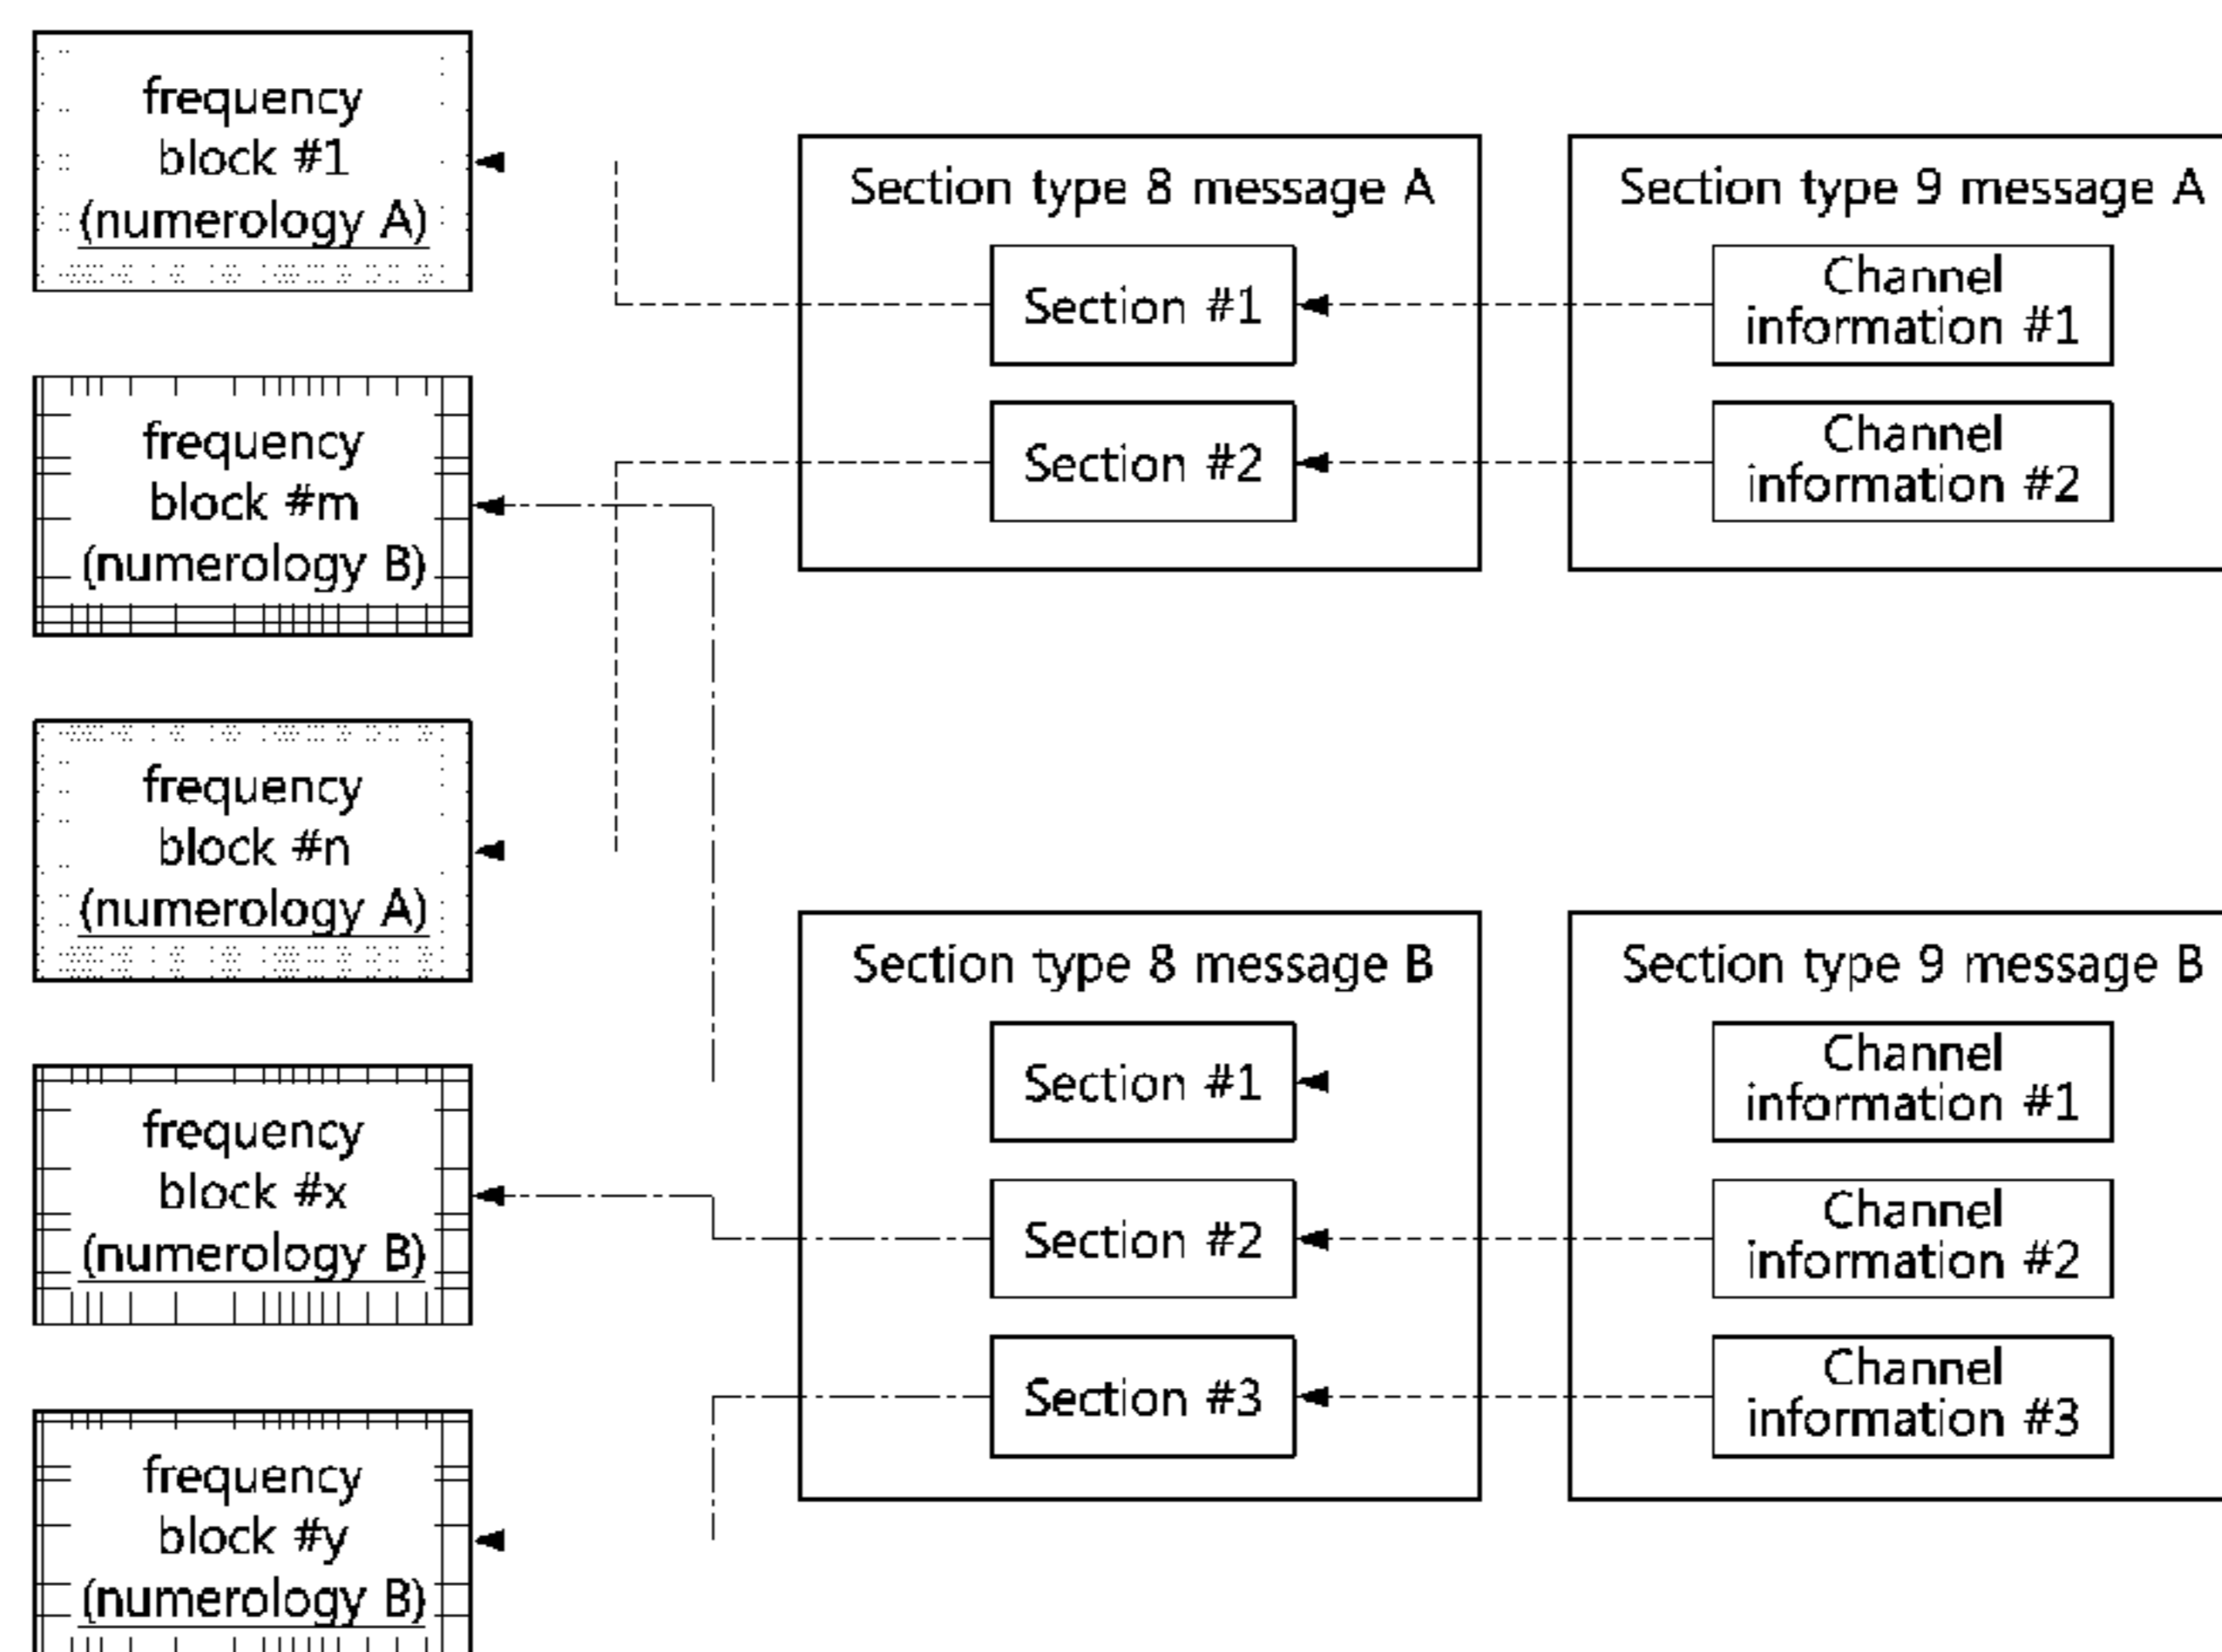 frequency
block #1
(numerology A)
frequency
block #m
(numerology B)
frequency
block #n
(numerology A)
frequency
block #x
(numerology B)
frequency
block #y
(numerology B)
Section type 8 message A
Section #1
Section #2
Section type 9 message A
Channel
information #1
Channel
information #2
Section type 8 message B
Section #1
Section #2
Section #3
Section type 9 message B
Channel
information #1
Channel
information #2
Channel
information #3